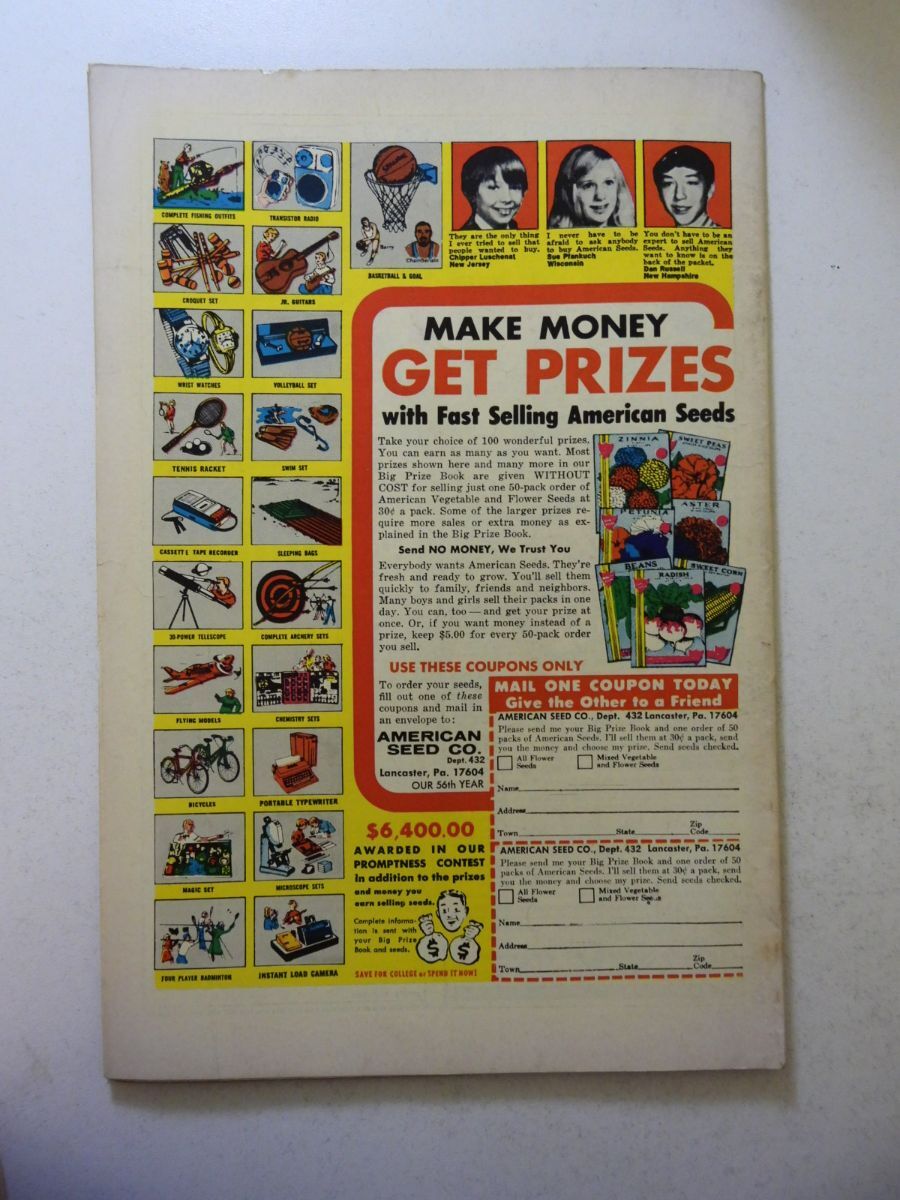 COMPLETE FISHING OUTFITS
TRANSISTOR RADIO
CROQUET SET
JR. GUITARS
Barry
Chamberlain
BASKETBALL & GOAL
WRIST WATCHES
VOLLEYBALL SET
TENNIS RACKET
SWIM SET
CASSETTE TAPE RECORDER
SLEEPING BAGS
30-POWER TELESCOPE
COMPLETE ARCHERY SETS
FLYING MODELS
CHEMISTRY SETS
BICYCLES
PORTABLE TYPEWRITER
MAGIC SET
MICROSCOPE SETS
FOUR PLAYER BADMINTON
INSTANT LOAD CAMERA
They are the only thing
I ever tried to sell that
people wanted to buy.
Chipper Luschenat
New Jersey
I never have to be
afraid to ask anybody
to buy American Seeds.
Sue Pfankuch
Wisconsin
You don't have to be an
expert to sell American
Seeds. Anything they
want to know is on the
back of the packet.
Dan Russell
New Hampshire
MAKE MONEY
GET PRIZES
with Fast Selling American Seeds
Take your choice of 100 wonderful prizes.
You can earn as many as you want. Most
prizes shown here and many more in our
Big Prize Book are given WITHOUT
COST for selling just one 50-pack order of
American Vegetable and Flower Seeds at
30¢ a pack. Some of the larger prizes re-
quire more sales or extra money as ex-
plained in the Big Prize Book.
Send NO MONEY, We Trust You
Everybody wants American Seeds. They're
fresh and ready to grow. You'll sell them
quickly to family, friends and neighbors.
Many boys and girls sell their packs in one
day. You can, too — and get your prize at
once. Or, if you want money instead of a
prize, keep $5.00 for every 50-pack order
you sell.
ZINNIA
SWEET PEAS
PETUNIA
ASTER
BEANS
RADISH
SWEET CORN
USE THESE COUPONS ONLY
To order your seeds,
fill out one of these
coupons and mail in
an envelope to:
AMERICAN
SEED CO.
Dept. 432
Lancaster, Pa. 17604
OUR 56th YEAR
MAIL ONE COUPON TODAY
Give the Other to a Friend
AMERICAN SEED CO., Dept. 432 Lancaster, Pa. 17604
Please send me your Big Prize Book and one order of 50
packs of American Seeds. I'll sell them at 30¢ a pack, send
you the money and choose my prize. Send seeds checked.
All Flower Seeds
Mixed Vegetable and Flower Seeds
Name
Address
Town State Zip Code
AMERICAN SEED CO., Dept. 432 Lancaster, Pa. 17604
Please send me your Big Prize Book and one order of 50
packs of American Seeds. I'll sell them at 30¢ a pack, send
you the money and choose my prize. Send seeds checked.
All Flower Seeds
Mixed Vegetable and Flower Seeds
Name
Address
Town State Zip Code
$6,400.00
AWARDED IN OUR
PROMPTNESS CONTEST
in addition to the prizes
and money you
earn selling seeds.
Complete informa-
tion is sent with
your Big Prize
Book and seeds.
$ $
SAVE FOR COLLEGE or SPEND IT NOW!